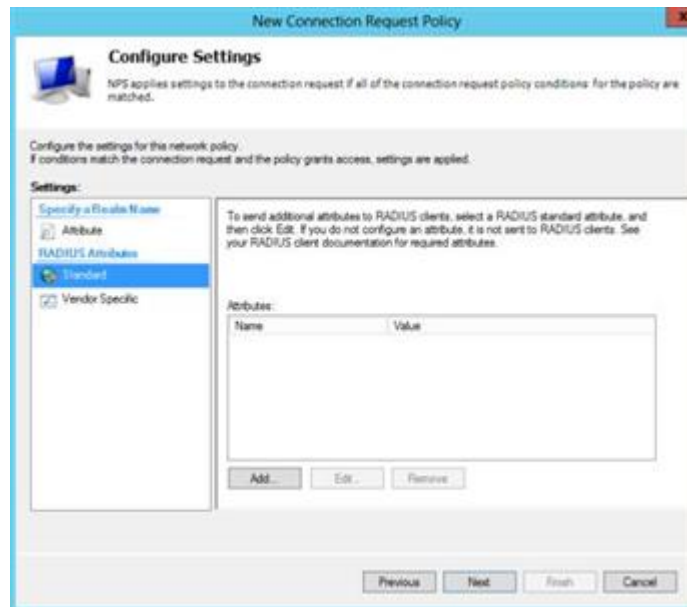 New Connection Request Policy
x
Configure Settings
NPS applies settings to the connection request if all of the connection request policy conditions for the policy are
matched.
Configure the settings for this network policy.
If conditions match the connection request and the policy grants access, settings are applied.
Settings:
Specify a Realm Name
Attribute
RADIUS Attributes
Standard
Vendor Specific
To send additional attributes to RADIUS clients, select a RADIUS standard attribute, and
then click Edit. If you do not configure an attribute, it is not sent to RADIUS clients. See
your RADIUS client documentation for required attributes.
Attributes:
Name Value
Add... Edit... Remove
Previous Next Finish Cancel